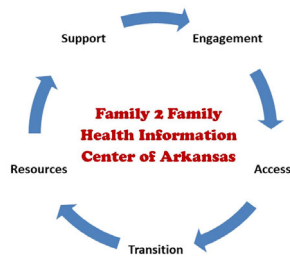 Support
Engagement
Family 2 Family
Health Information
Center of Arkansas
Resources
Access
Transition